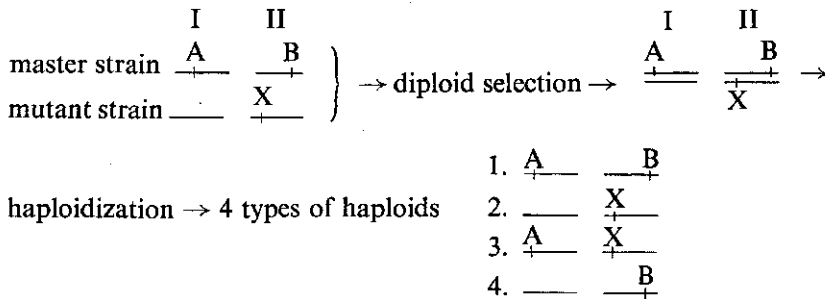 I II I II
A B A B
master strain → diploid selection → →
mutant strain X X
1. A B
haploidization → 4 types of haploids 2. X
3. A X
4. B